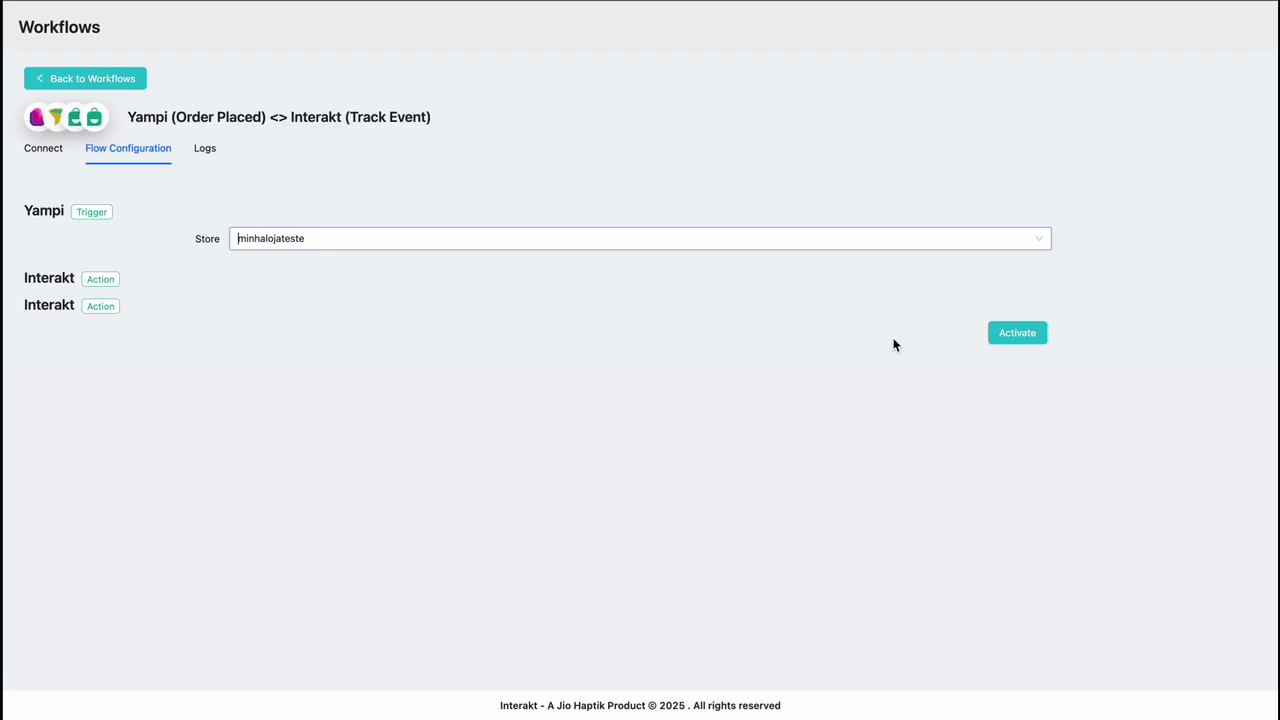 Workflows
Back to Workflows
Yampi (Order Placed) <> Interakt (Track Event)
Connect Flow Configuration Logs
Yampi Trigger
Store minhalojateste
Interakt Action
Interakt Action
Activate
Interakt - A Jio Haptik Product © 2025 . All rights reserved